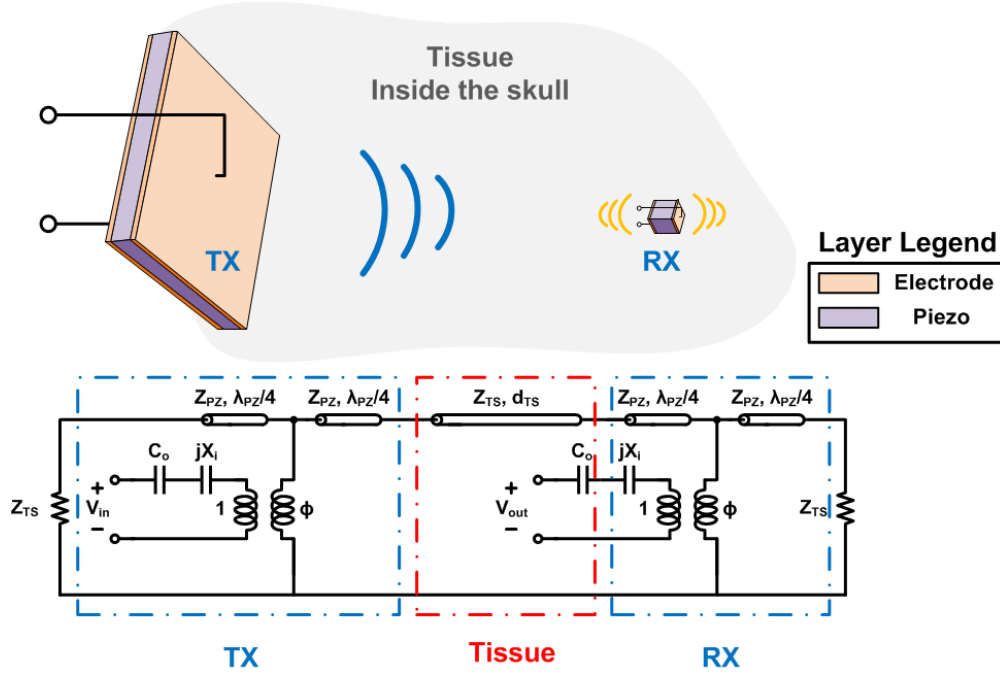 Tissue
Inside the skull
TX
RX
Layer Legend
Electrode
Piezo
Z_PZ, λ_PZ/4
Z_PZ, λ_PZ/4
Z_TS, d_TS
Z_PZ, λ_PZ/4
Z_PZ, λ_PZ/4
C_o
jX_i
C_o
jX_i
Z_TS
+
V_in
−
1
ϕ
+
V_out
−
1
ϕ
Z_TS
TX
Tissue
RX